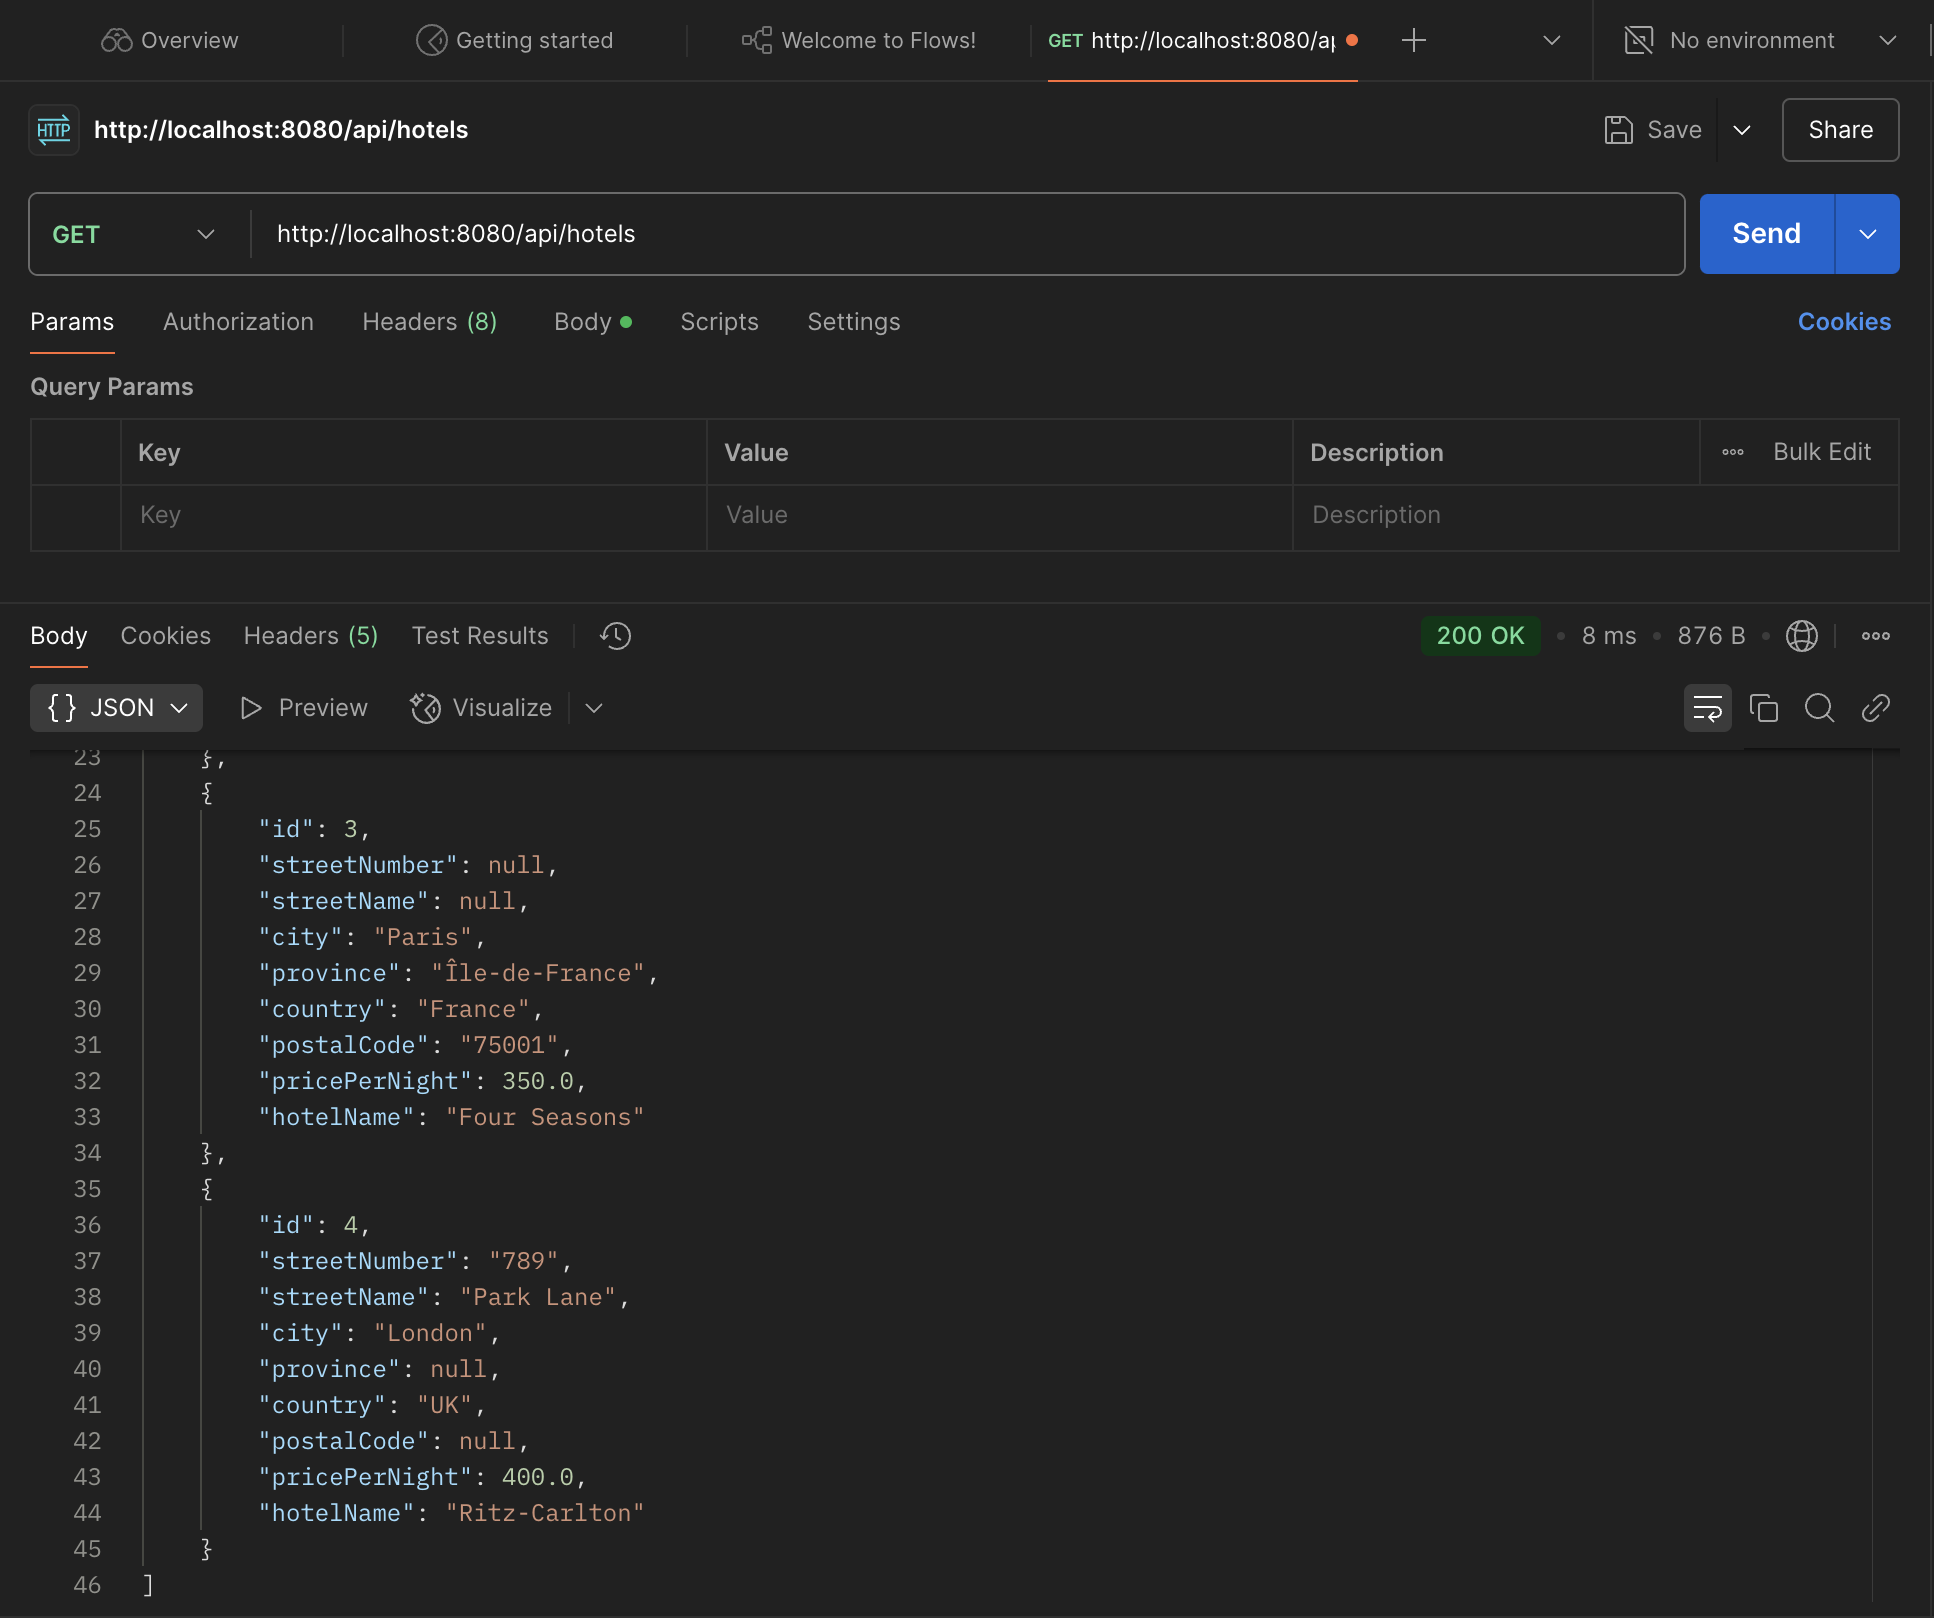 Overview
Getting started
Welcome to Flows!
GET http://localhost:8080/ap
No environment
HTTP http://localhost:8080/api/hotels
Save
Share
GET http://localhost:8080/api/hotels
Send
Params Authorization Headers (8) Body Scripts Settings Cookies
Query Params
Key Value Description Bulk Edit
Key Value Description
Body Cookies Headers (5) Test Results 200 OK 8 ms 876 B
{} JSON Preview Visualize
23 },
24 {
25 "id": 3,
26 "streetNumber": null,
27 "streetName": null,
28 "city": "Paris",
29 "province": "Île-de-France",
30 "country": "France",
31 "postalCode": "75001",
32 "pricePerNight": 350.0,
33 "hotelName": "Four Seasons"
34 },
35 {
36 "id": 4,
37 "streetNumber": "789",
38 "streetName": "Park Lane",
39 "city": "London",
40 "province": null,
41 "country": "UK",
42 "postalCode": null,
43 "pricePerNight": 400.0,
44 "hotelName": "Ritz-Carlton"
45 }
46 ]